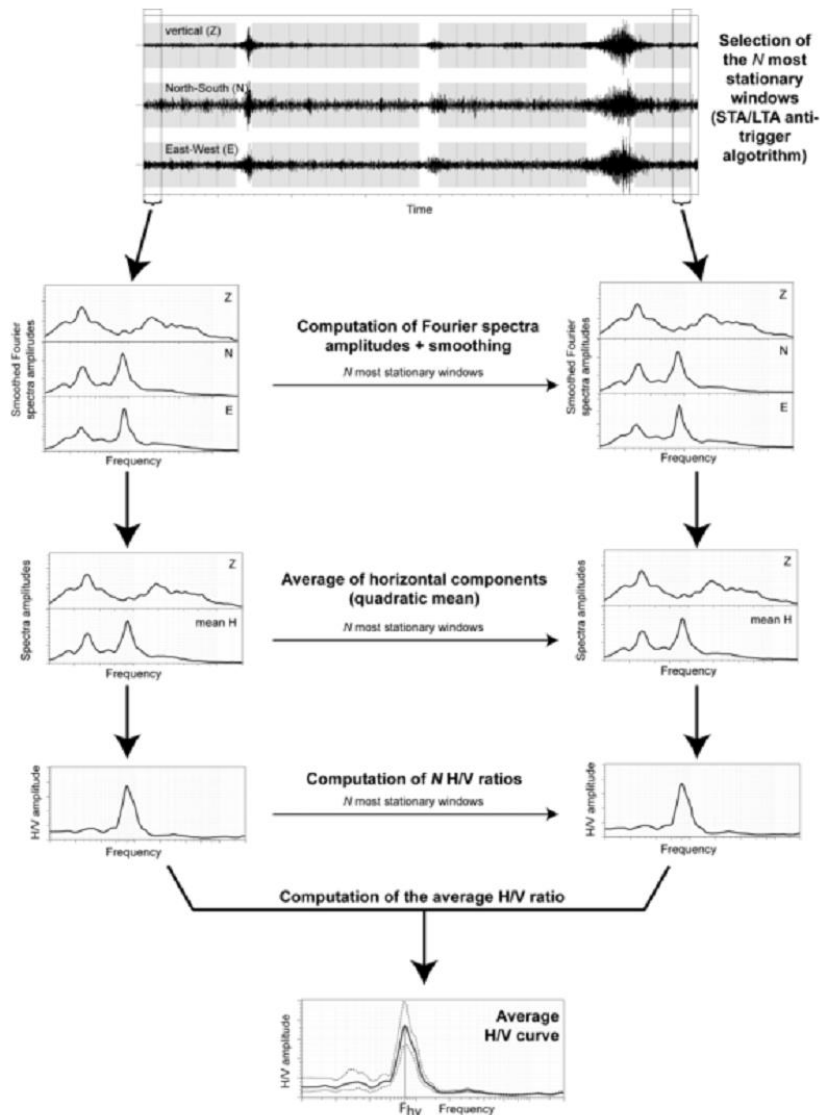 vertical (Z)
North-South (N)
East-West (E)
Time
Selection of
the N most
stationary
windows
(STA/LTA anti-
trigger
algotrithm)
Smoothed Fourier
spectra amplirudes
Z
N
E
Frequency
Computation of Fourier spectra
amplitudes + smoothing
N most stationary windows
Smoothed Fourier
spectra amplitudes
Z
N
E
Frequency
Spectra amplitudes
Z
mean H
Frequency
Average of horizontal components
(quadratic mean)
N most stationary windows
Spectra amplitudes
Z
mean H
Frequency
H/V amplitude
Frequency
Computation of N H/V ratios
N most stationary windows
H/V amplitude
Frequency
Computation of the average H/V ratio
H/V amplitude
Average
H/V curve
Fhv
Frequency